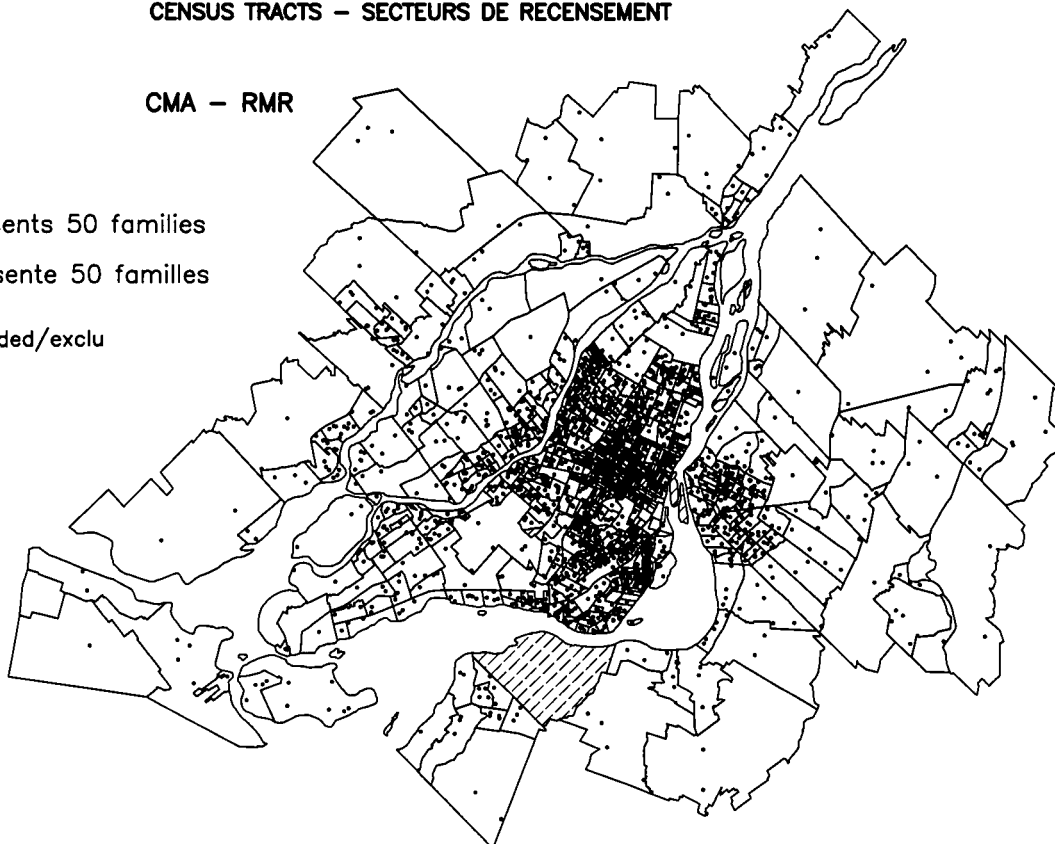 CENSUS TRACTS – SECTEURS DE RECENSEMENT
CMA – RMR
ents 50 families
sente 50 familles
ded/exclu